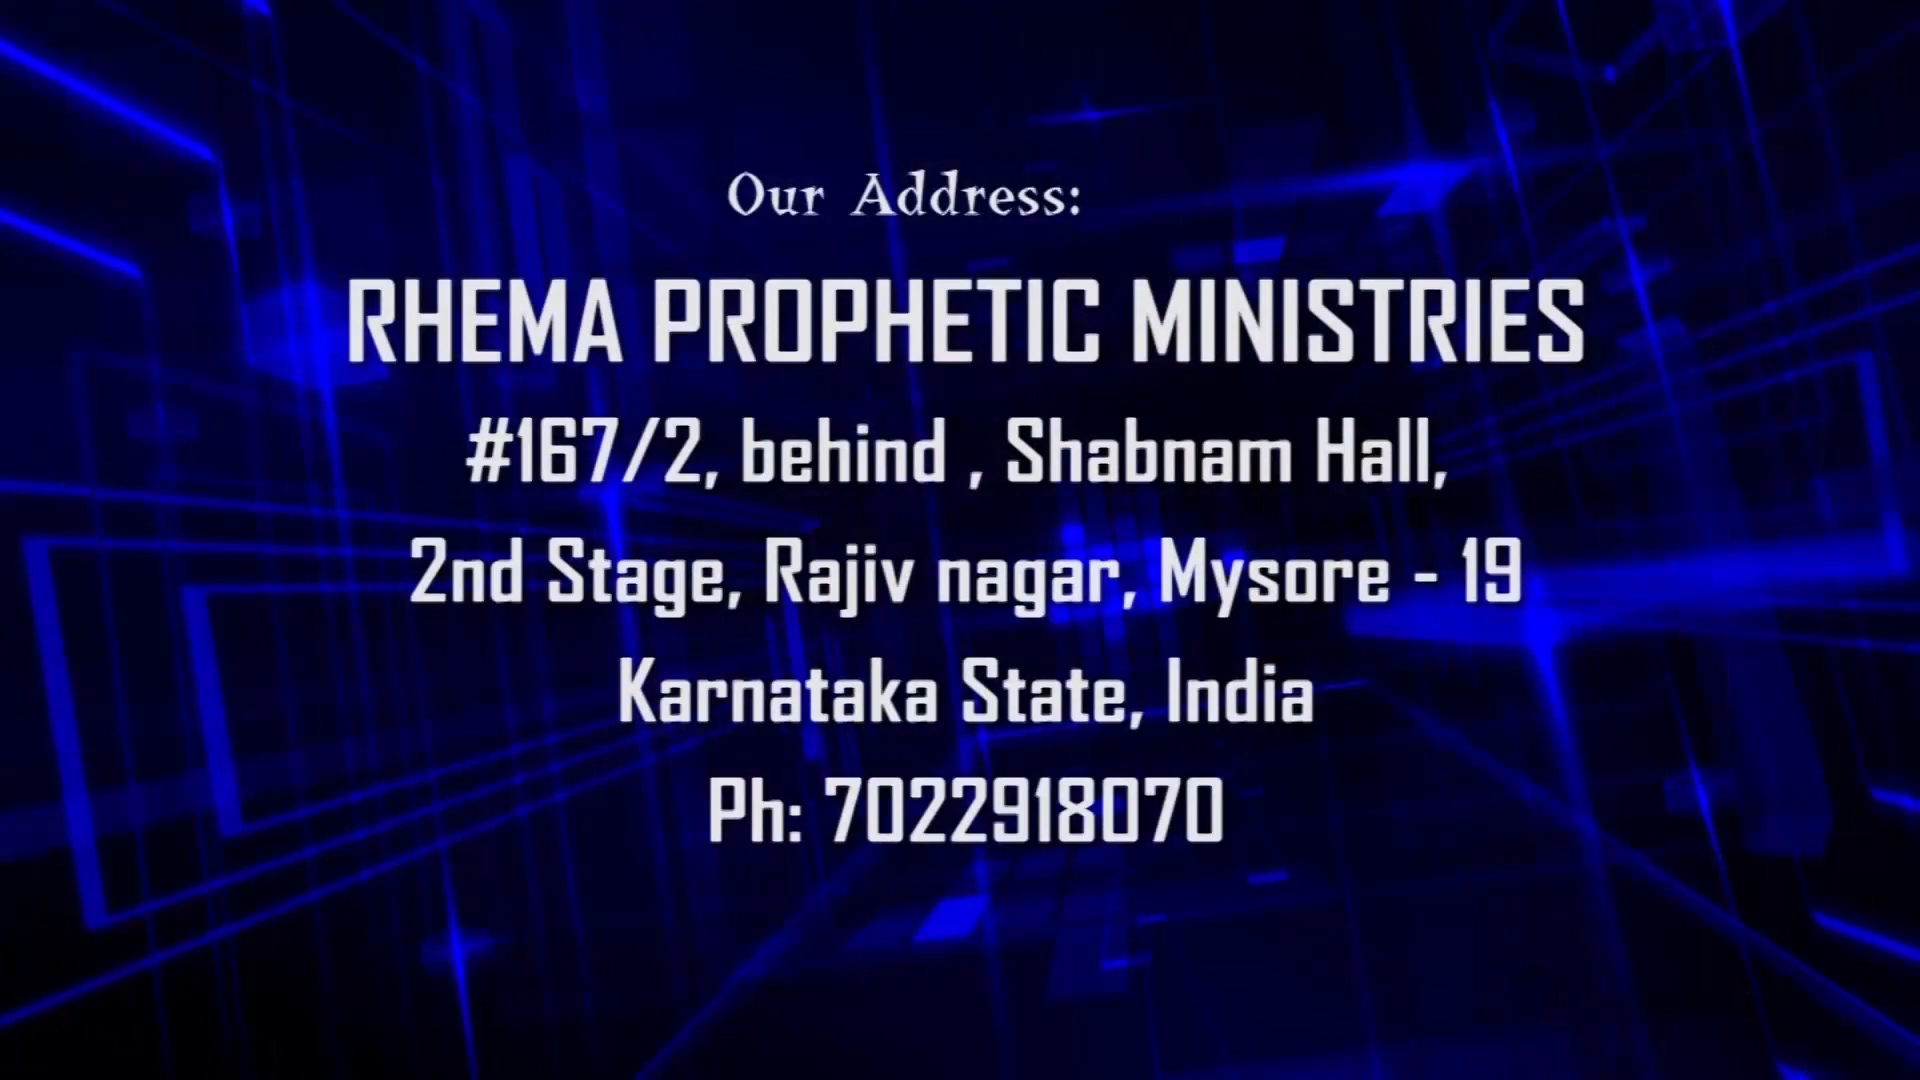 Our Address:
RHEMA PROPHETIC MINISTRIES
#167/2, behind , Shabnam Hall,
2nd Stage, Rajiv nagar, Mysore - 19
Karnataka State, India
Ph: 7022918070